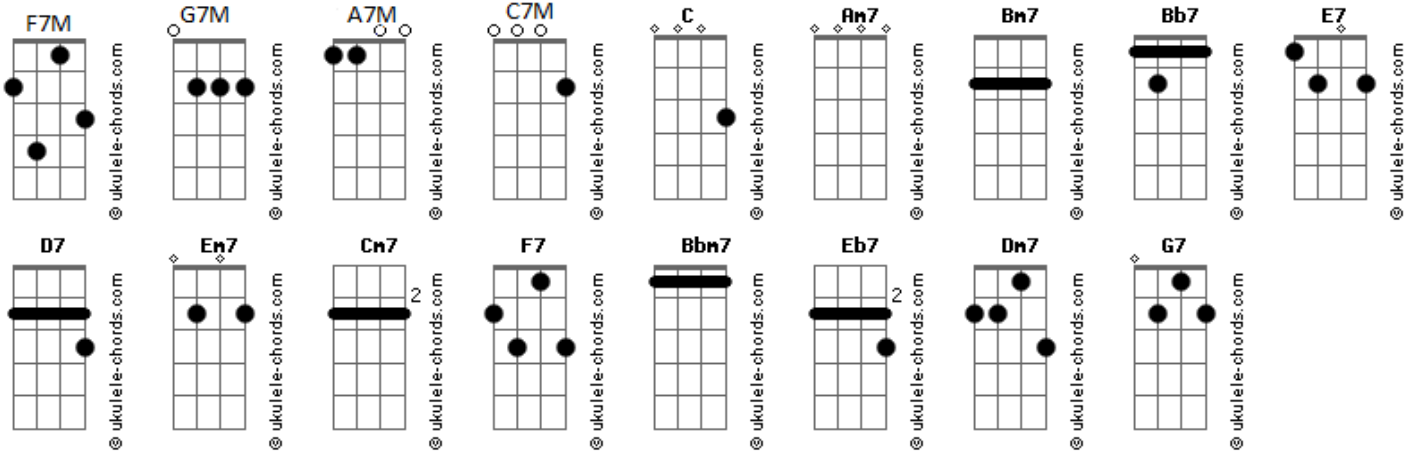 F7M G7M A7M C7M C Am7 Bm7 Bb7 E7
© ukulele-chords.com © ukulele-chords.com © ukulele-chords.com © ukulele-chords.com © ukulele-chords.com © ukulele-chords.com © ukulele-chords.com © ukulele-chords.com © ukulele-chords.com
D7 Em7 Cm7 F7 Bbm7 Eb7 Dm7 G7
2 2
© ukulele-chords.com © ukulele-chords.com © ukulele-chords.com © ukulele-chords.com © ukulele-chords.com © ukulele-chords.com © ukulele-chords.com © ukulele-chords.com